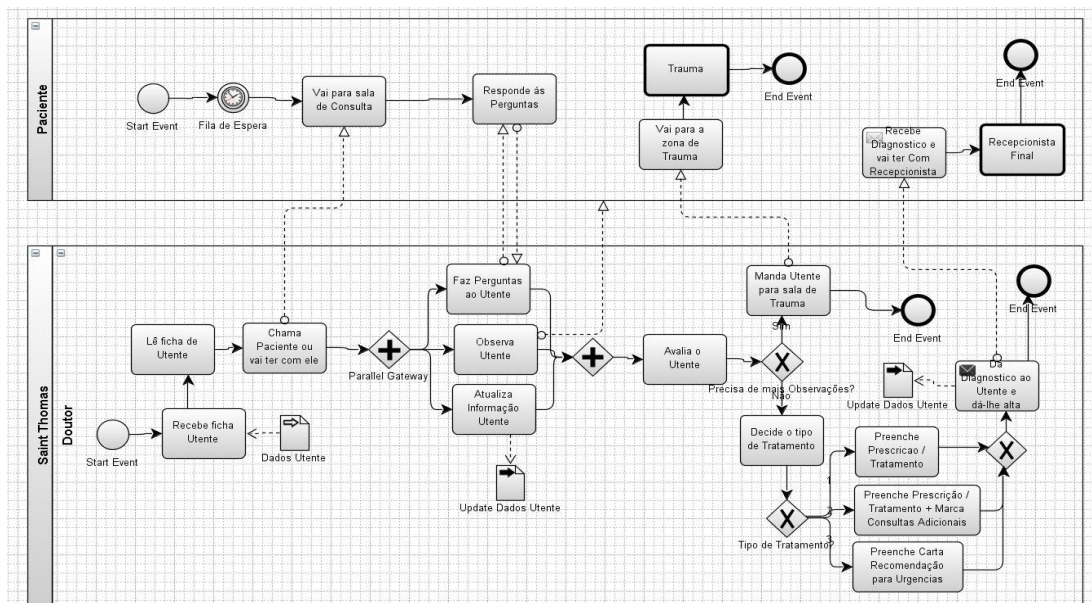 Paciente
Start Event
Fila de Espera
Vai para sala
de Consulta
Responde ás
Perguntas
Trauma
End Event
Vai para a
zona de
Trauma
Recebe
Diagnostico e
vai ter Com
Recepcionista
Recepcionista
Final
End Event
Saint Thomas
Doutor
Start Event
Recebe ficha
Utente
Dados Utente
Lê ficha de
Utente
Chama
Paciente ou
vai ter com ele
Parallel Gateway
Faz Perguntas
ao Utente
Observa
Utente
Atualiza
Informação
Utente
Update Dados Utente
Avalia o
Utente
Precisa de mais Observações?
Sim
Manda Utente
para sala de
Trauma
End Event
Não
Decide o tipo
de Tratamento
Tipo de Tratamento?
1
Preenche
Prescricao /
Tratamento
2
Preenche Prescrição /
Tratamento + Marca
Consultas Adicionais
3
Preenche Carta
Recomendação
para Urgencias
Update Dados Utente
Dá
Diagnostico ao
Utente e
dá-lhe alta
End Event